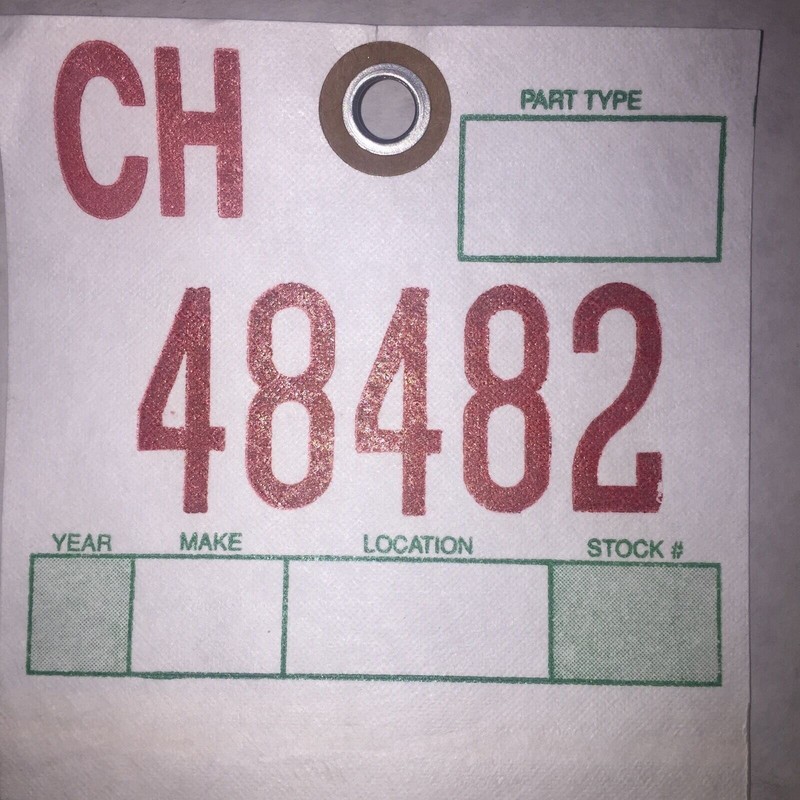 CH
PART TYPE
48482
YEAR MAKE LOCATION STOCK #